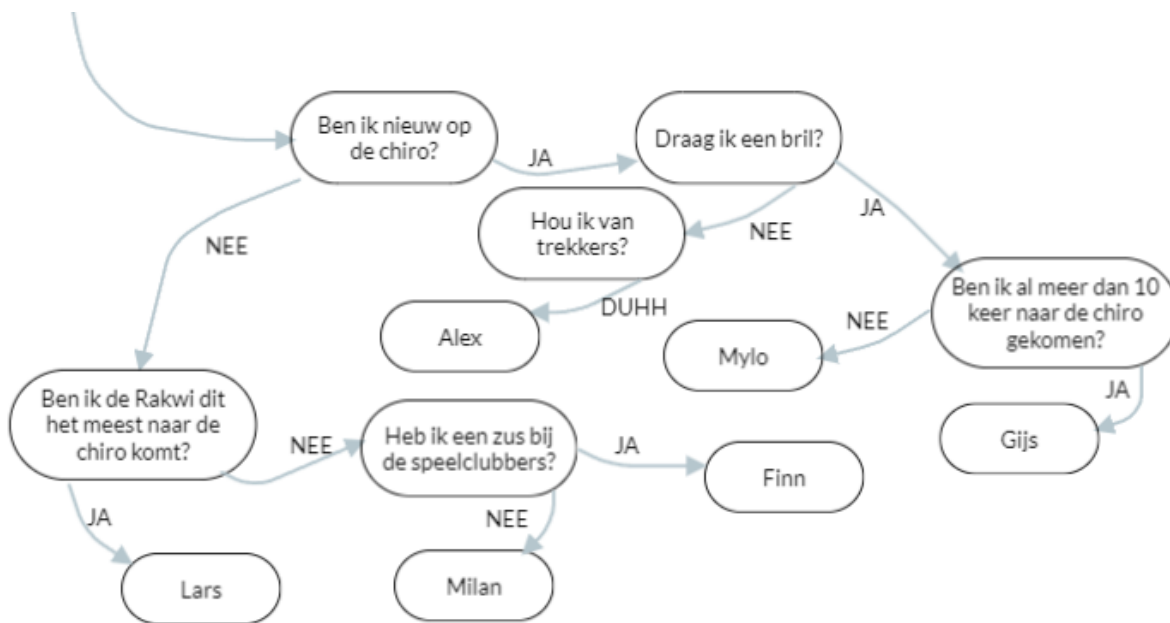 Ben ik nieuw op
de chiro?
JA
Draag ik een bril?
NEE
Hou ik van
trekkers?
NEE
JA
DUHH
Alex
Ben ik al meer dan 10
keer naar de chiro
gekomen?
NEE
Mylo
JA
Gijs
Ben ik de Rakwi dit
het meest naar de
chiro komt?
NEE
Heb ik een zus bij
de speelclubbers?
JA
Finn
JA
NEE
Lars
Milan